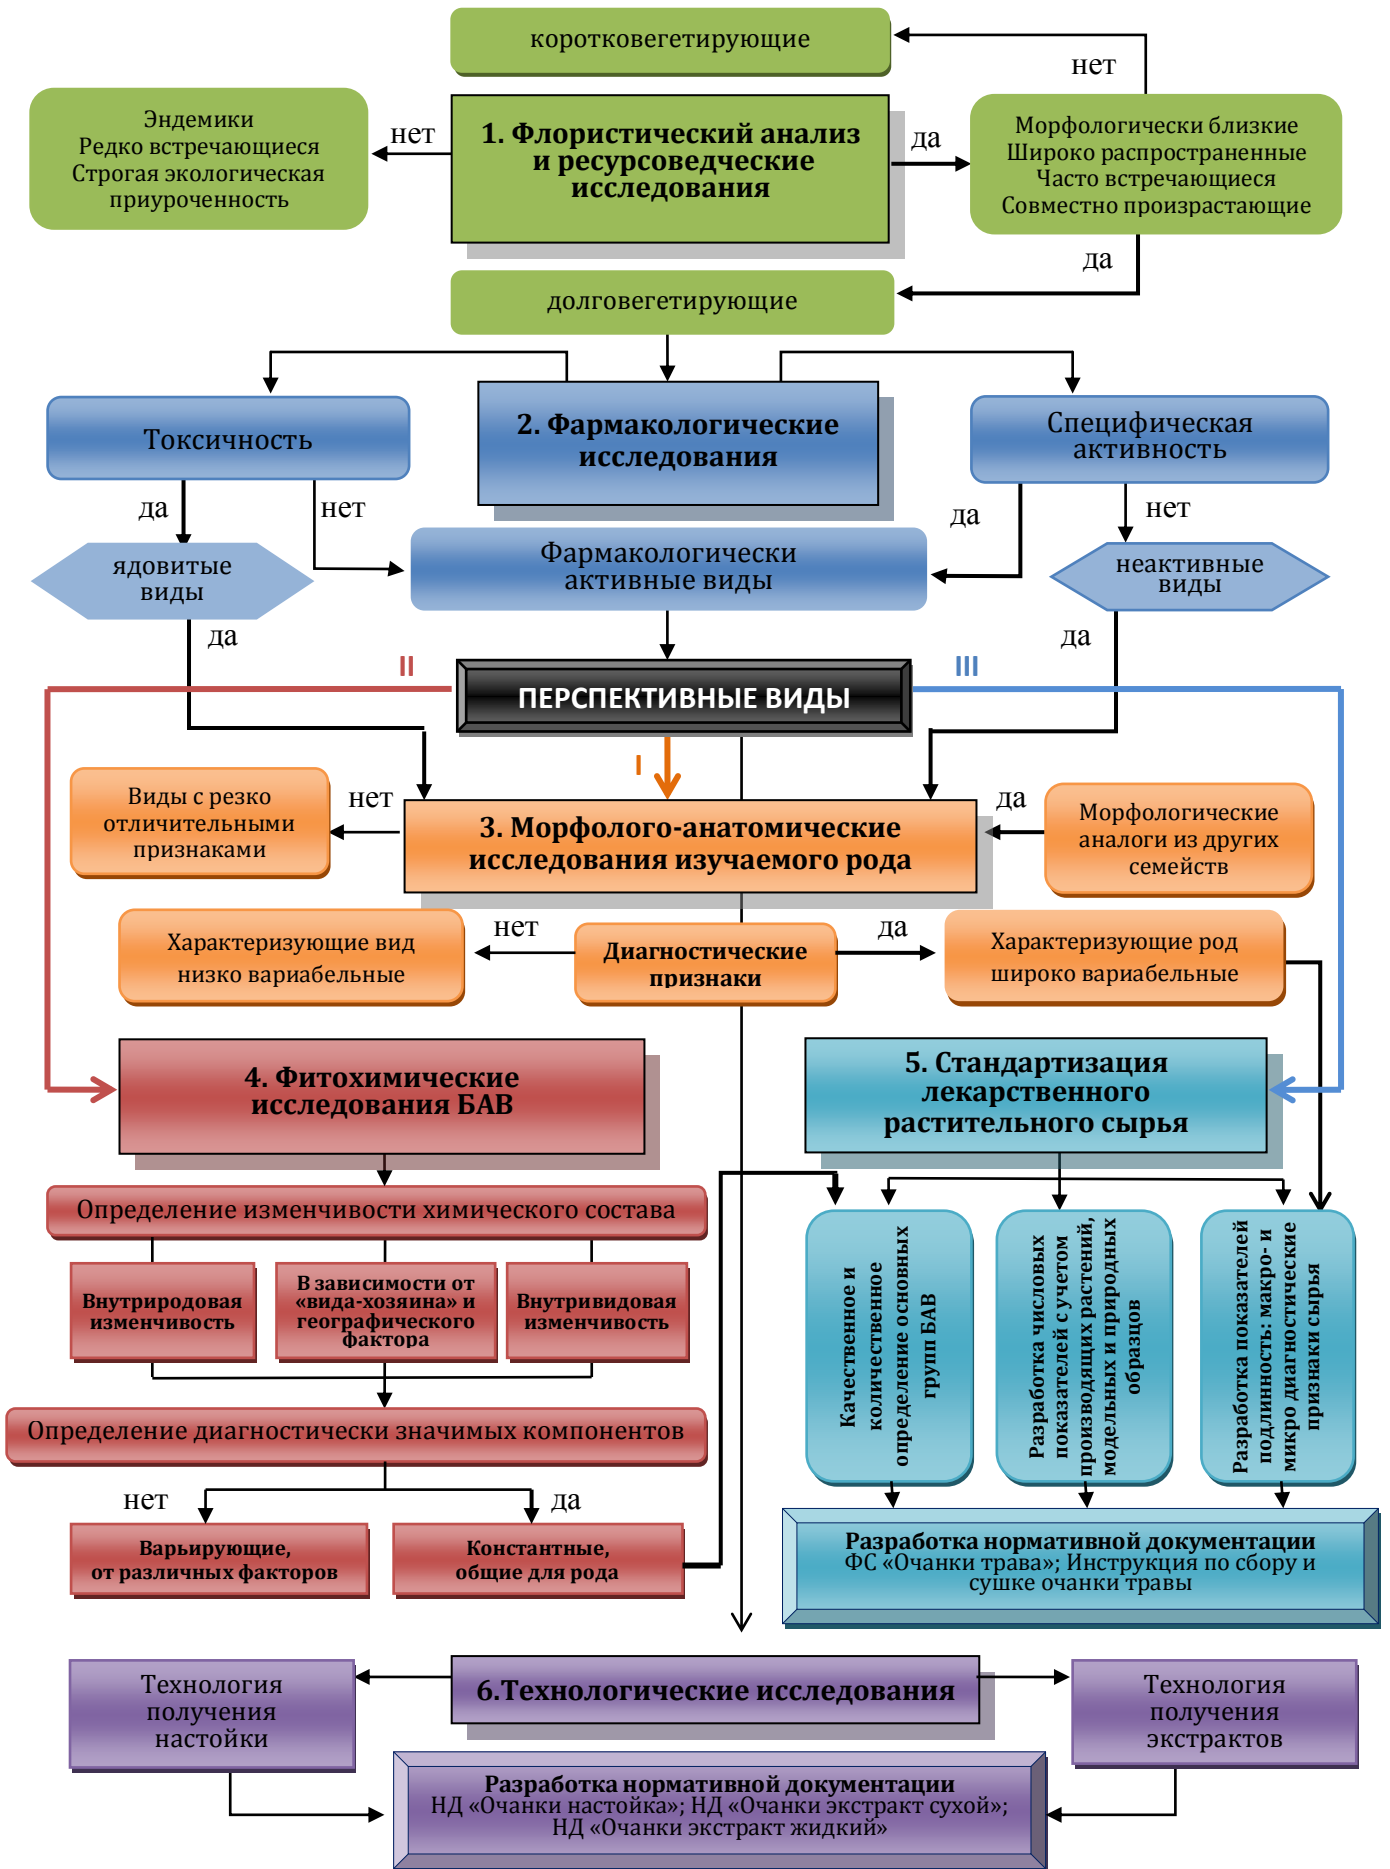 коротковегетирующие
нет
Эндемики
Редко встречающиеся
Строгая экологическая
приуроченность
нет
1. Флористический анализ
и ресурсоведческие
исследования
да
Морфологически близкие
Широко распространенные
Часто встречающиеся
Совместно произрастающие
да
долговегетирующие
Токсичность
2. Фармакологические
исследования
Специфическая
активность
да
нет
да
нет
ядовитые
виды
Фармакологически
активные виды
неактивные
виды
да
да
II
III
ПЕРСПЕКТИВНЫЕ ВИДЫ
I
Виды с резко
отличительными
признаками
нет
3. Морфолого-анатомические
исследования изучаемого рода
да
Морфологические
аналоги из других
семейств
Характеризующие вид
низко вариабельные
нет
Диагностические
признаки
да
Характеризующие род
широко вариабельные
4. Фитохимические
исследования БАВ
5. Стандартизация
лекарственного
растительного сырья
Определение изменчивости химического состава
Внутриродовая
изменчивость
В зависимости от
«вида-хозяина» и
географического
фактора
Внутривидовая
изменчивость
Качественное и
количественное
определение основных
групп БАВ
Разработка числовых
показателей с учетом
производящих растений,
модельных и природных
образцов
Разработка показателей
подлинность: макро- и
микро диагностические
признаки сырья
Определение диагностически значимых компонентов
нет
да
Варьирующие,
от различных факторов
Константные,
общие для рода
Разработка нормативной документации
ФС «Очанки трава»; Инструкция по сбору и
сушке очанки травы
Технология
получения
настойки
6.Технологические исследования
Технология
получения
экстрактов
Разработка нормативной документации
НД «Очанки настойка»; НД «Очанки экстракт сухой»;
НД «Очанки экстракт жидкий»